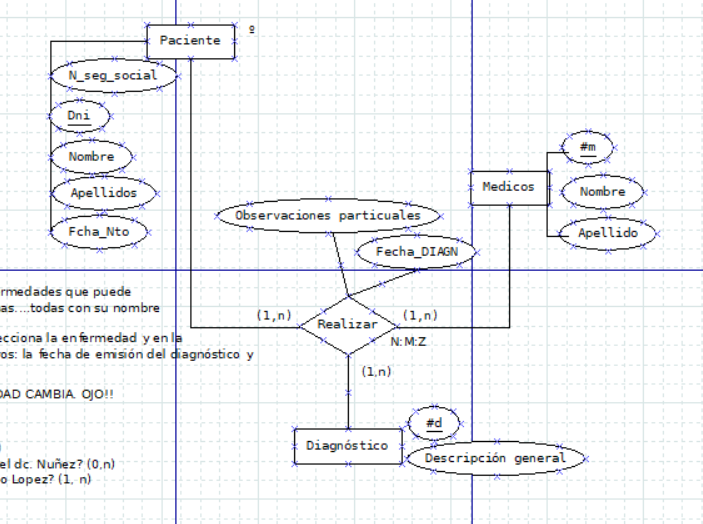 Paciente
º
N_seg_social
Dni
Nombre
Apellidos
Fcha_Nto
#m
Medicos
Nombre
Apellido
Observaciones particuales
Fecha_DIAGN
rmedades que puede
as....todas con su nombre
(1,n)
Realizar
(1,n)
N:M:Z
ecciona la enfermedad y en la
os: la fecha de emisión del diagnóstico y
(1,n)
DAD CAMBIA. OJO!!
#d
Diagnóstico
Descripción general
el dc. Nuñez? (0,n)
o Lopez? (1, n)